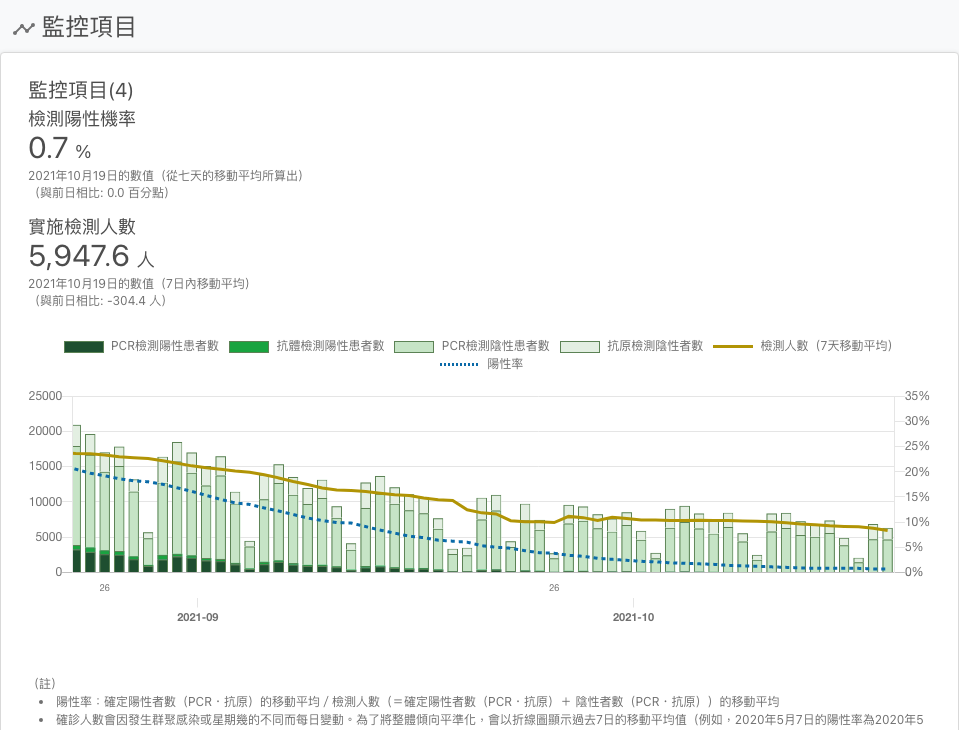 監控項目
監控項目(4)
檢測陽性機率
0.7 %
2021年10月19日的數值（從七天的移動平均所算出）
（與前日相比: 0.0 百分點）
實施檢測人數
5,947.6 人
2021年10月19日的數值（7日內移動平均）
（與前日相比: -304.4 人）
PCR檢測陽性患者數 抗體檢測陽性患者數 PCR檢測陰性患者數 抗原檢測陰性者數 檢測人數（7天移動平均）
陽性率
25000 35%
30%
20000
25%
15000 20%
15%
10000
10%
5000 5%
0 0%
26 26
2021-09 2021-10
（註）
• 陽性率：確定陽性者數（PCR・抗原）的移動平均 / 檢測人數（＝確定陽性者數（PCR・抗原）＋ 陰性者數（PCR・抗原））的移動平均
• 確診人數會因發生群聚感染或星期幾的不同而每日變動。為了將整體傾向平準化，會以折線圖顯示過去7日的移動平均值（例如，2020年5月7日的陽性率為2020年5